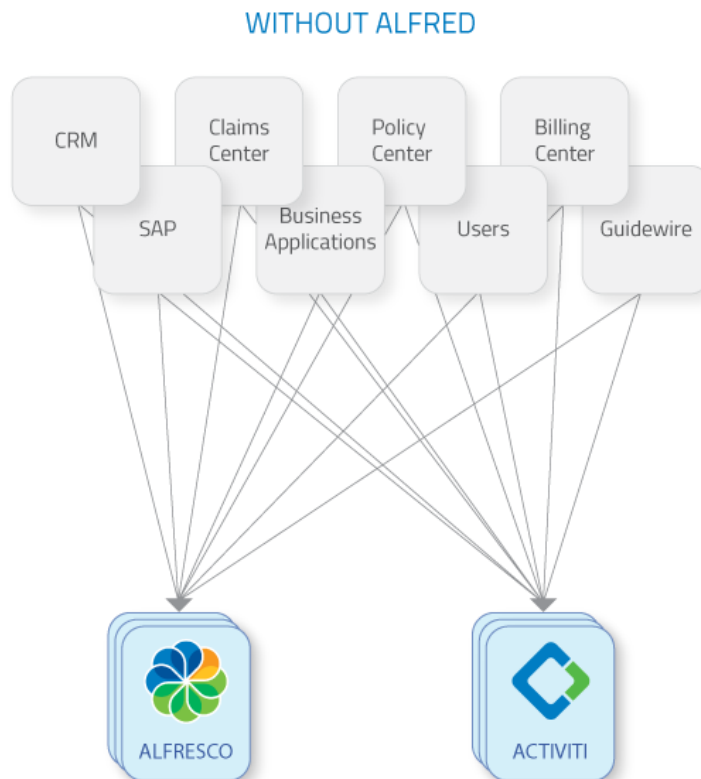 WITHOUT ALFRED
CRM
Claims
Center
Policy
Center
Billing
Center
SAP
Business
Applications
Users
Guidewire
ALFRESCO
ACTIVITI